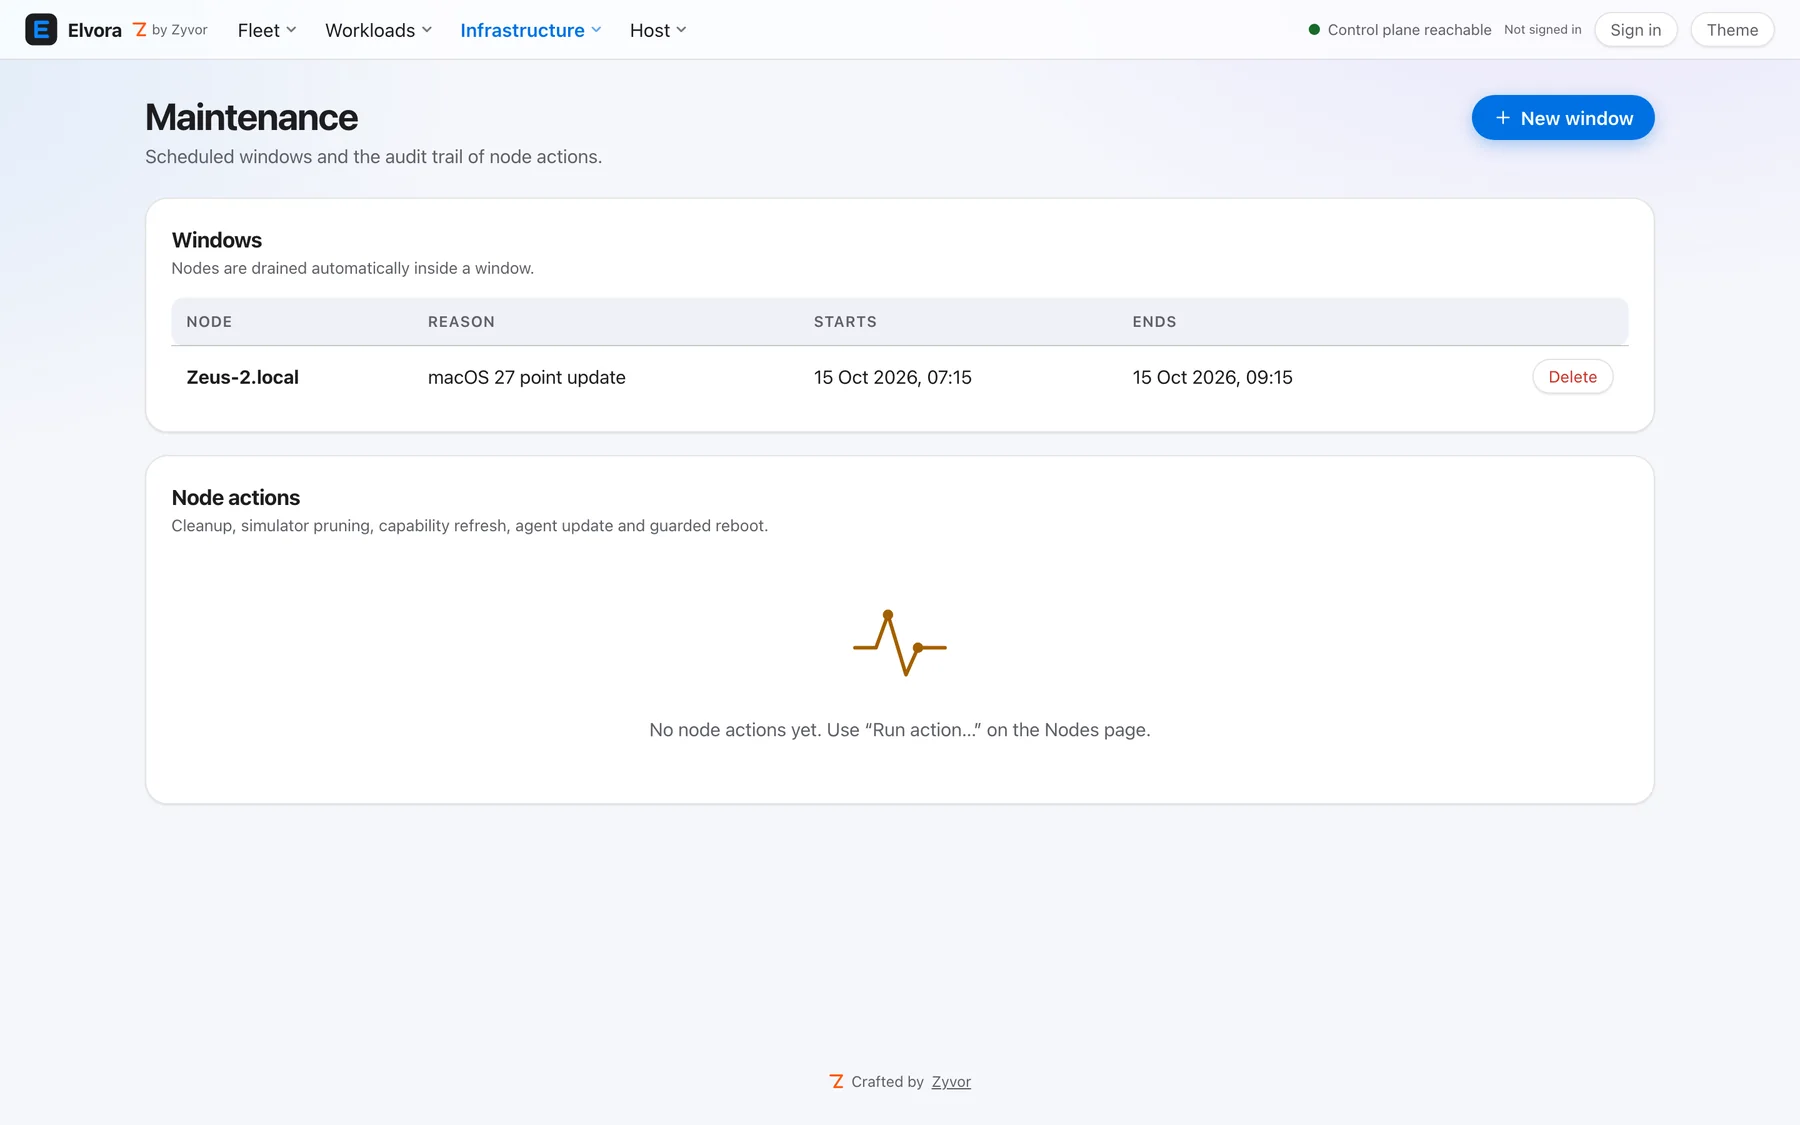 E Elvora Z by Zyvor Fleet Workloads Infrastructure Host Control plane reachable Not signed in Sign in Theme
Maintenance
+ New window
Scheduled windows and the audit trail of node actions.
Windows
Nodes are drained automatically inside a window.
NODE REASON STARTS ENDS
Zeus-2.local macOS 27 point update 15 Oct 2026, 07:15 15 Oct 2026, 09:15 Delete
Node actions
Cleanup, simulator pruning, capability refresh, agent update and guarded reboot.
No node actions yet. Use “Run action…” on the Nodes page.
Z Crafted by Zyvor